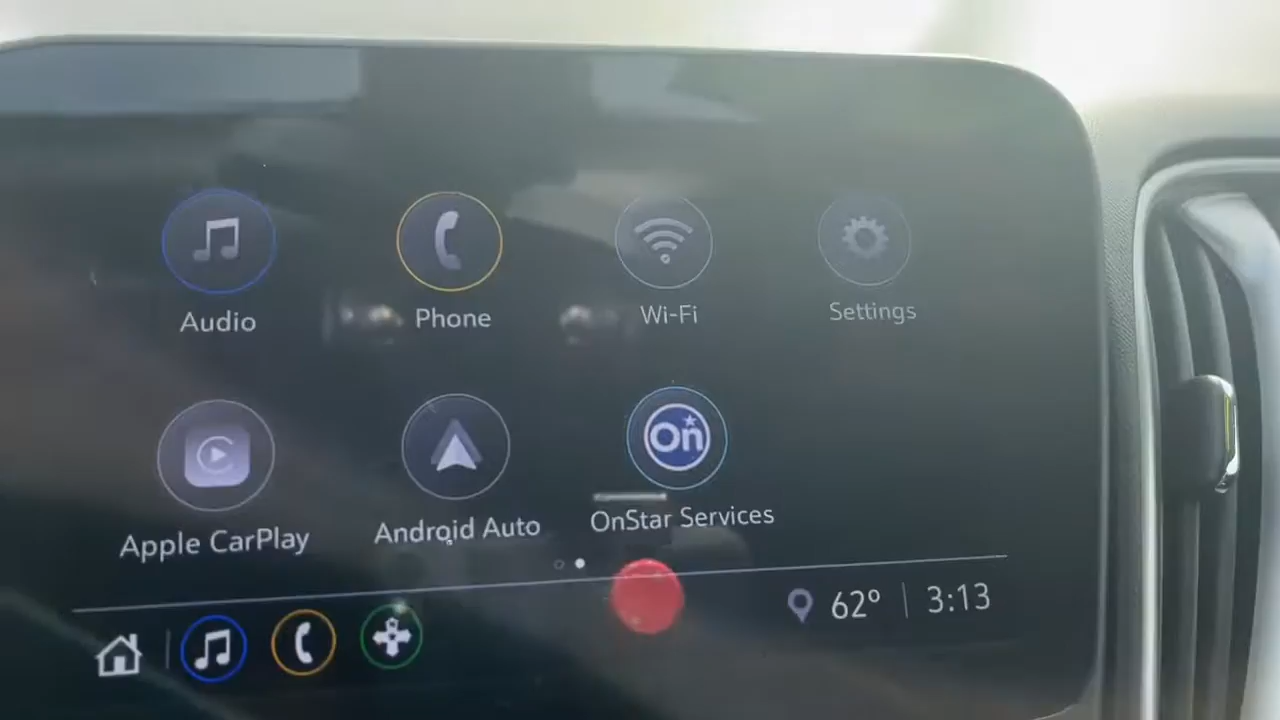 Audio
Phone
Wi-Fi
Settings
On
Apple CarPlay
Android Auto
OnStar Services
62°
3:13